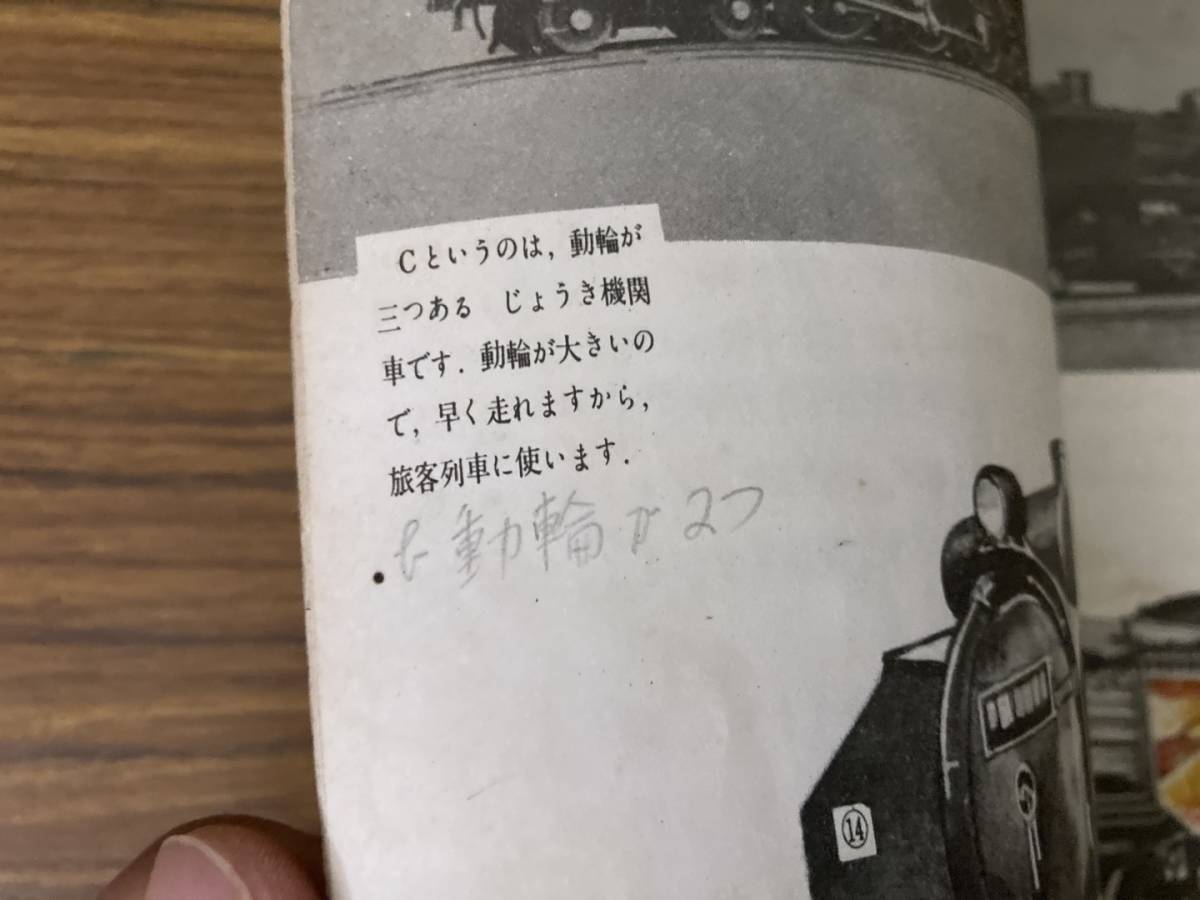 Cというのは，動輪が
三つある　じょうき機関
車です．動輪が大きいの
で，早く走れますから，
旅客列車に使います．
動輪が2つ
⑭